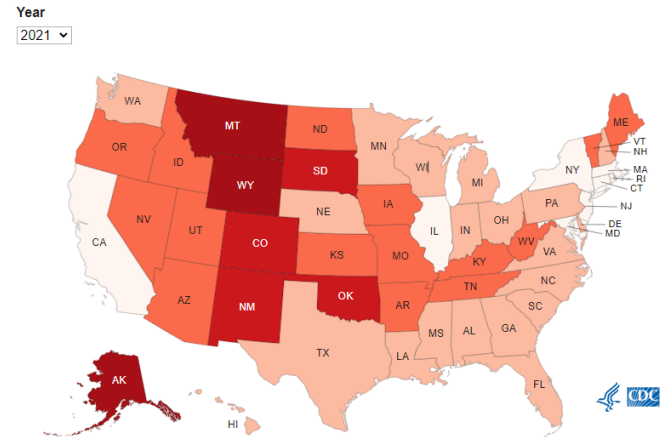 Year
2021
WA
MT
ND
MN
ME
VT
NH
OR
ID
SD
WI
MI
NY
MA
RI
CT
WY
NE
IA
PA
NJ
NV
UT
CO
IL
IN
OH
DE
MD
CA
KS
MO
KY
WV
VA
AZ
NM
OK
AR
TN
NC
SC
TX
LA
MS
AL
GA
AK
FL
HI
CDC